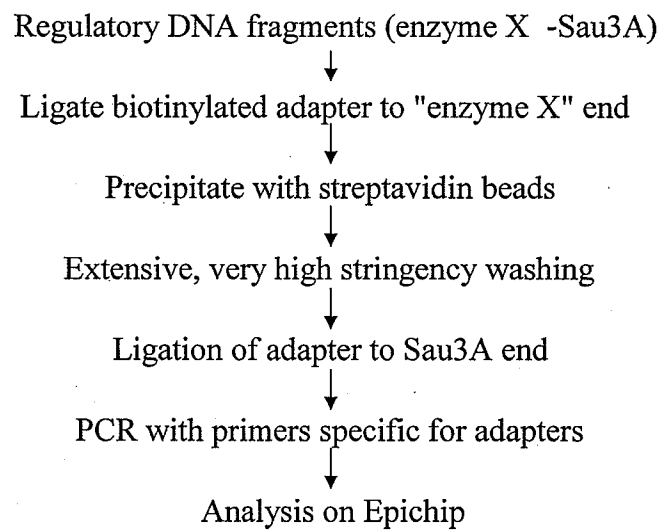 Regulatory DNA fragments (enzyme X -Sau3A)
Ligate biotinylated adapter to "enzyme X" end
Precipitate with streptavidin beads
Extensive, very high stringency washing
Ligation of adapter to Sau3A end
PCR with primers specific for adapters
Analysis on Epichip